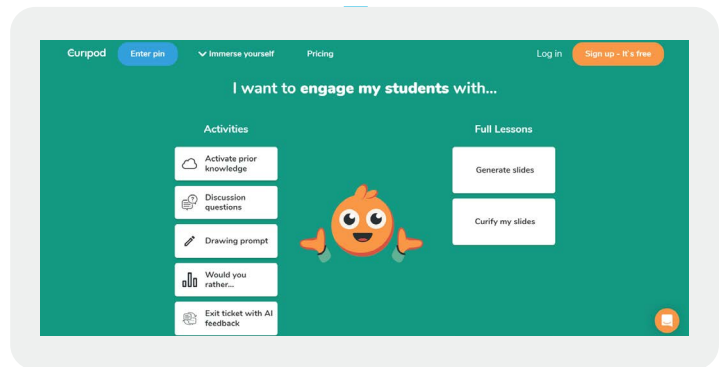 Curipod
Enter pin
Immerse yourself
Pricing
Log in
Sign up - It's free
I want to engage my students with...
Activities
Activate prior
knowledge
Discussion
questions
Drawing prompt
Would you
rather...
Exit ticket with AI
feedback
Full Lessons
Generate slides
Curify my slides